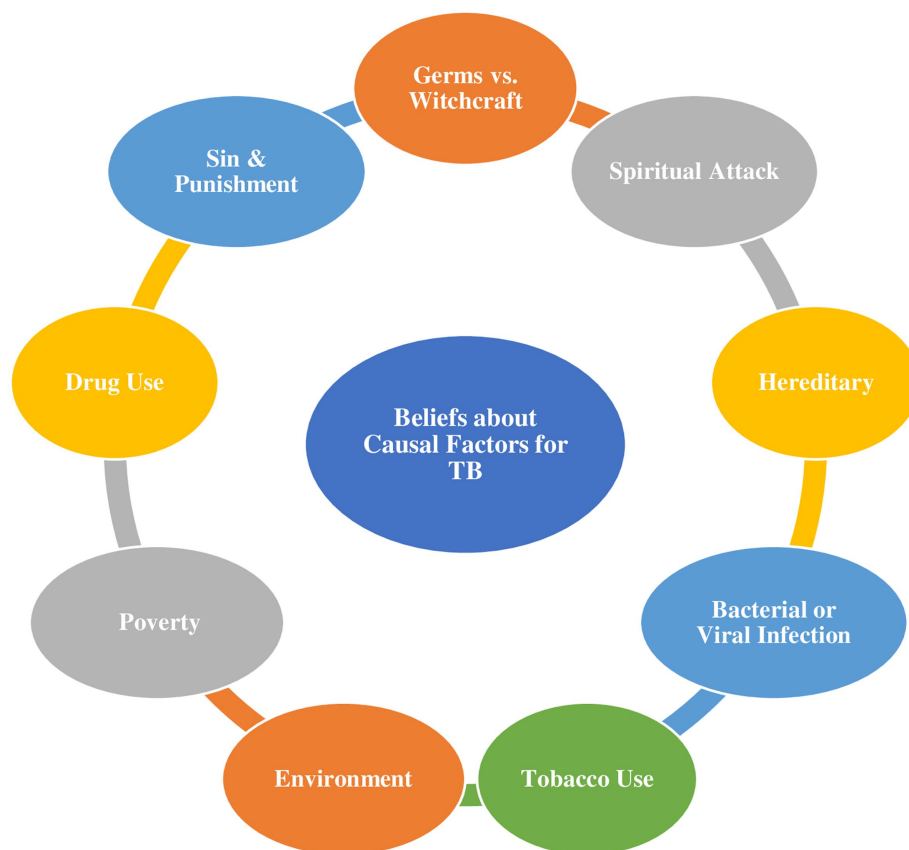 Germs vs.
Witchcraft
Spiritual Attack
Hereditary
Bacterial or
Viral Infection
Tobacco Use
Environment
Poverty
Drug Use
Sin &
Punishment
Beliefs about
Causal Factors for
TB